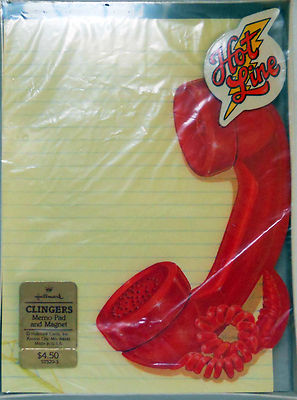 Hot
Line
Hallmark
CLINGERS
Memo Pad
and Magnet
© Hallmark Cards, Inc.
Kansas City, Mo. 64141
Made in U.S.A.
$4.50